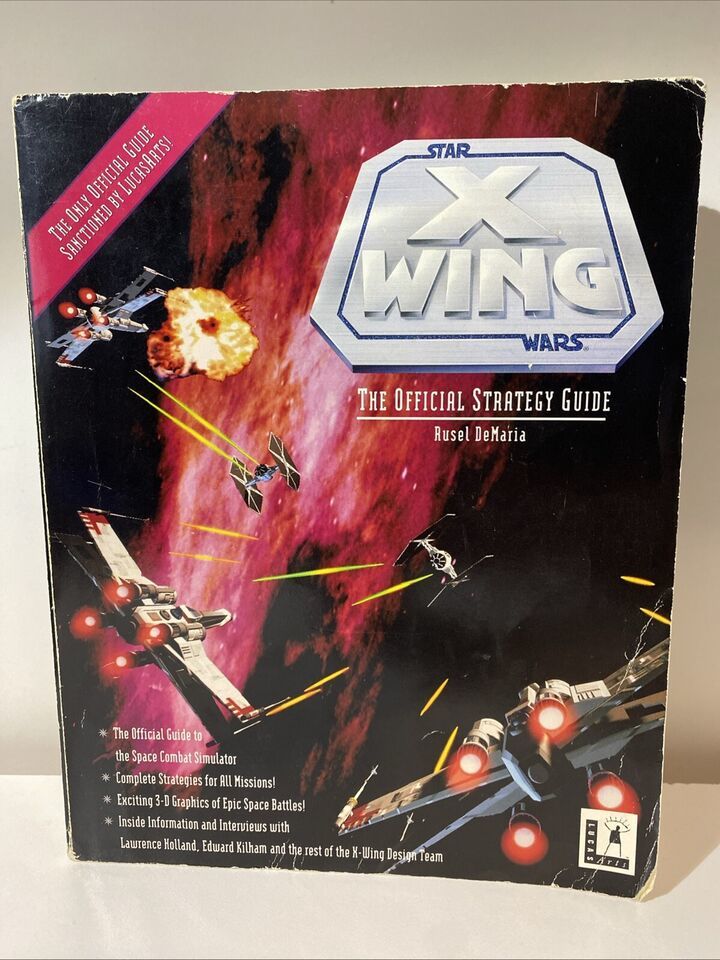 The Only Official Guide
Sanctioned by LucasArts!
STAR
X
WING
WARS®
The Official Strategy Guide
Rusel DeMaria
* The Official Guide to
the Space Combat Simulator
* Complete Strategies for All Missions!
* Exciting 3-D Graphics of Epic Space Battles!
* Inside Information and Interviews with
Lawrence Holland, Edward Kilham and the rest of the X-Wing Design Team
LUCAS
Arts